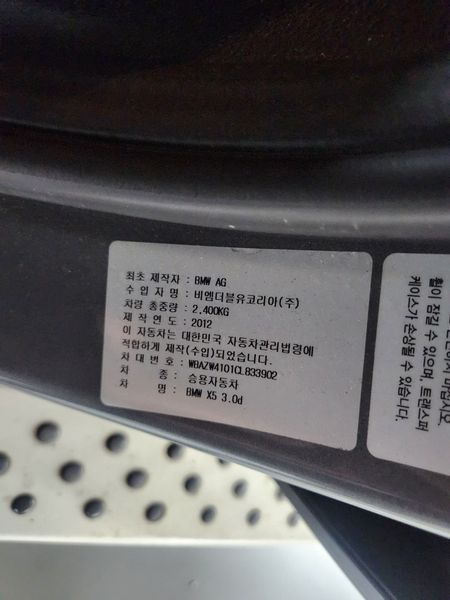 최초 제작자 : BMW AG
수 입 자 명 : 비엠더블유코리아(주)
차량 총중량 : 2,400KG
제 작 연 도 : 2012
이 자동차는 대한민국 자동차관리법령에
적합하게 제작(수입)되었습니다.
차 대 번 호 : WBAZW4101CL833902
차 종 : 승용자동차
차 명 : BMW X5 3.0d
휠이 잠길 수 있으며, 트랜스퍼
케이스가 손상될 수 있습니다.